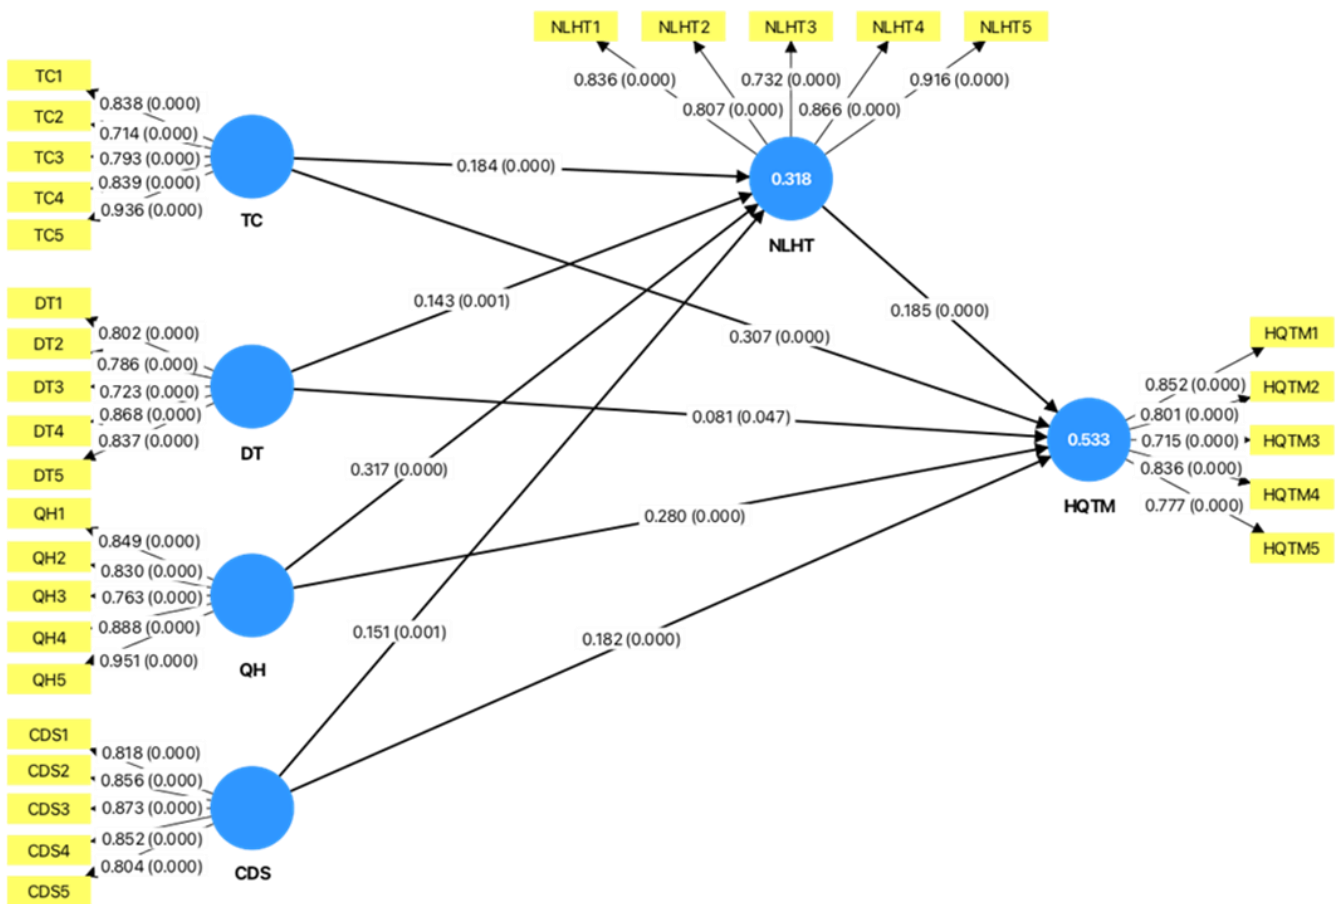 NLHT1 NLHT2 NLHT3 NLHT4 NLHT5
0.836 (0.000) 0.732 (0.000) 0.916 (0.000)
0.807 (0.000) 0.866 (0.000)
TC1
0.838 (0.000)
TC2
0.714 (0.000)
TC3
0.793 (0.000)
0.839 (0.000)
TC4
0.936 (0.000)
TC5
TC
0.184 (0.000)
0.318
NLHT
DT1
0.802 (0.000)
DT2
0.786 (0.000)
DT3
0.723 (0.000)
0.868 (0.000)
DT4
0.837 (0.000)
DT5
DT
0.143 (0.001)
0.185 (0.000)
0.307 (0.000)
0.081 (0.047)
HQTM1
0.852 (0.000)
HQTM2
0.801 (0.000)
0.533
0.715 (0.000)
HQTM3
0.836 (0.000)
HQTM4
0.777 (0.000)
HQTM
HQTM5
0.317 (0.000)
0.280 (0.000)
QH1
0.849 (0.000)
QH2
0.830 (0.000)
QH3
0.763 (0.000)
0.888 (0.000)
QH4
0.951 (0.000)
QH5
QH
0.151 (0.001)
0.182 (0.000)
CDS1
0.818 (0.000)
CDS2
0.856 (0.000)
CDS3
0.873 (0.000)
0.852 (0.000)
CDS4
0.804 (0.000)
CDS5
CDS